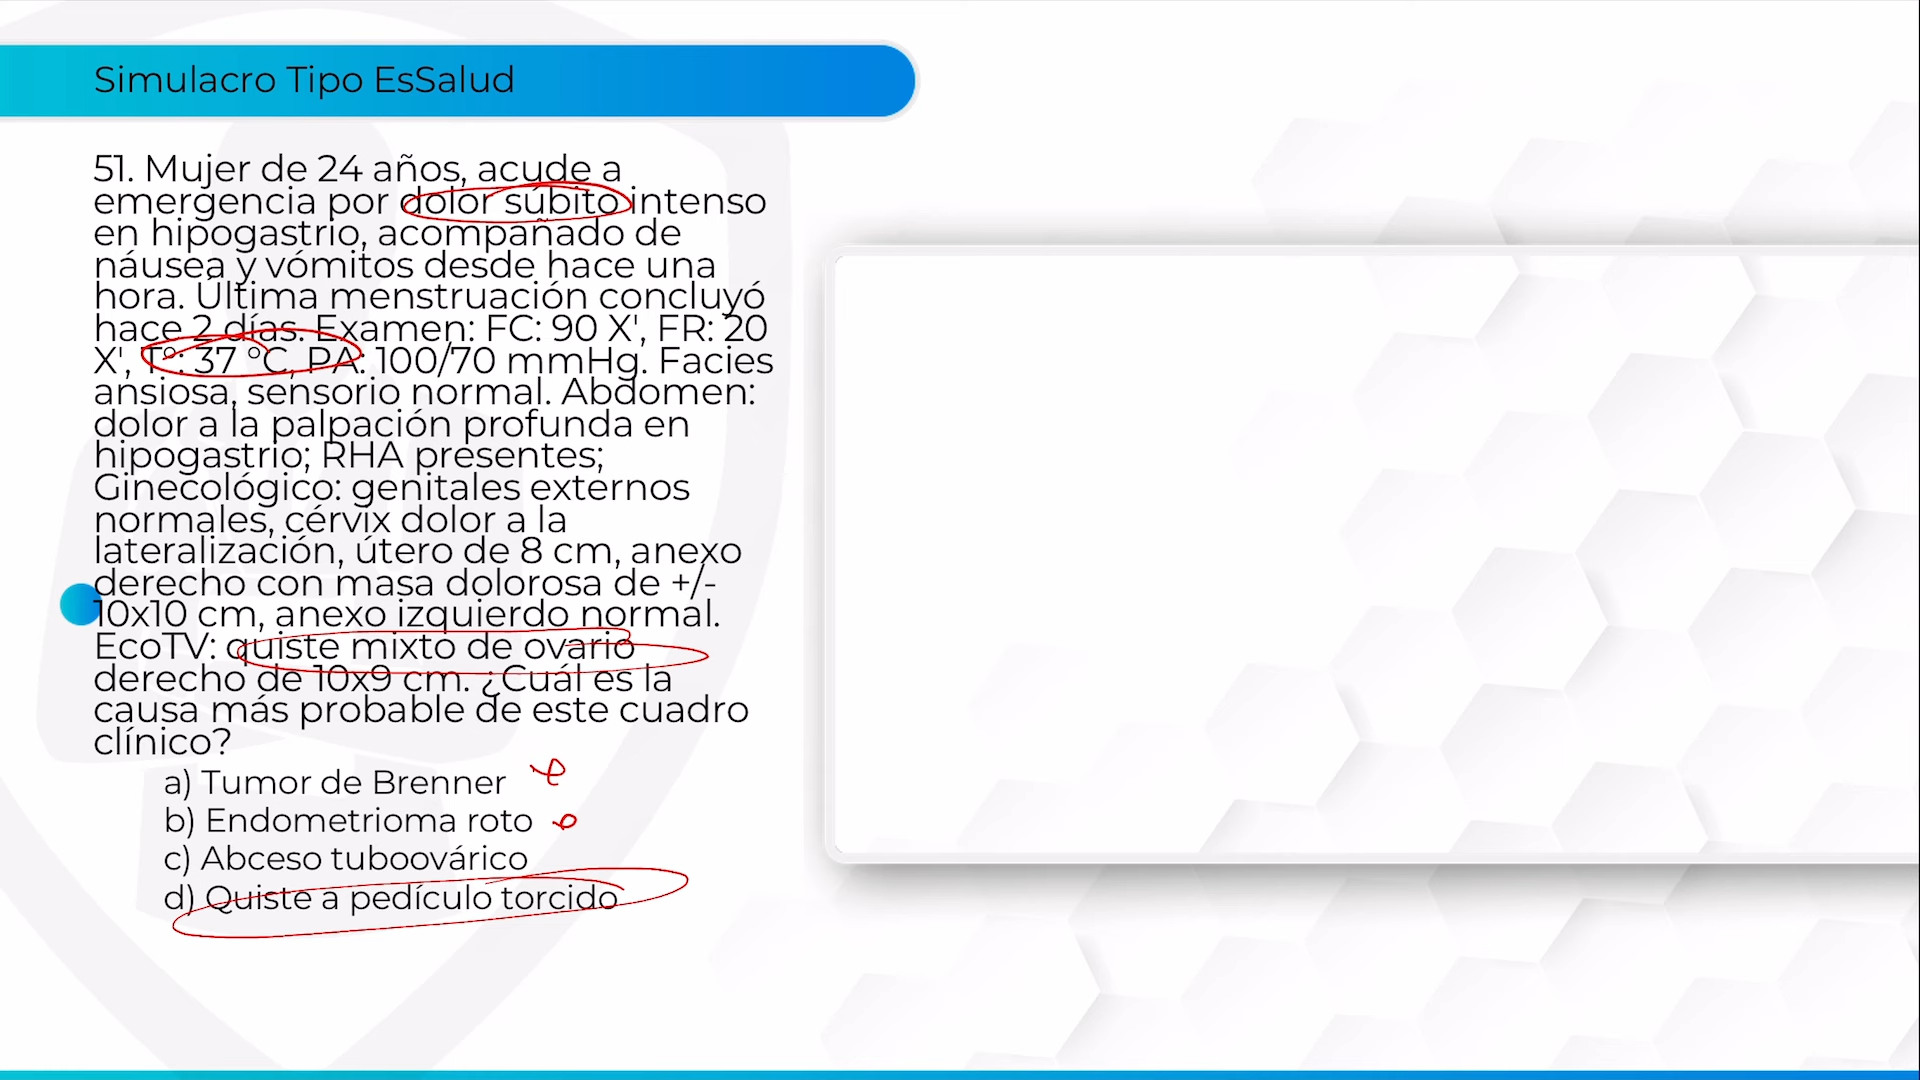 Simulacro Tipo EsSalud
51. Mujer de 24 años, acude a
emergencia por dolor súbito intenso
en hipogastrio, acompañado de
náusea y vómitos desde hace una
hora. Última menstruación concluyó
hace 2 días. Examen: FC: 90 X', FR: 20
X', Tº: 37 °C, PA: 100/70 mmHg. Facies
ansiosa, sensorio normal. Abdomen:
dolor a la palpación profunda en
hipogastrio; RHA presentes;
Ginecológico: genitales externos
normales, cérvix dolor a la
lateralización, útero de 8 cm, anexo
derecho con masa dolorosa de +/-
10x10 cm, anexo izquierdo normal.
EcoTV: quiste mixto de ovario
derecho de 10x9 cm. ¿Cuál es la
causa más probable de este cuadro
clínico?
a) Tumor de Brenner
b) Endometrioma roto
c) Abceso tuboovárico
d) Quiste a pedículo torcido